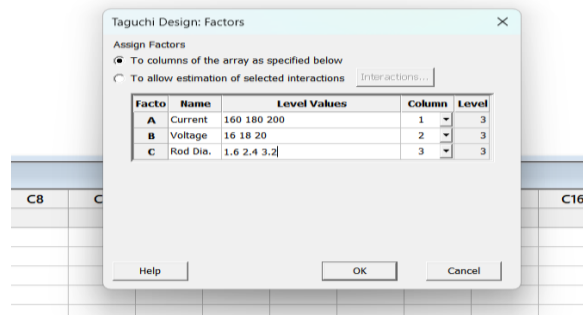 Taguchi Design: Factors
Assign Factors
To columns of the array as specified below
To allow estimation of selected interactions Interactions...
Facto Name Level Values Column Level
A Current 160 180 200 1 3
B Voltage 16 18 20 2 3
C Rod Dia. 1.6 2.4 3.2 3 3
C8 C C16
Help OK Cancel